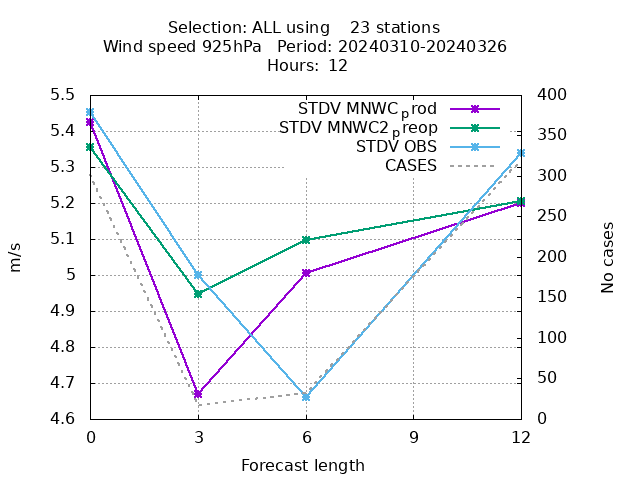 Selection: ALL using    23 stations
Wind speed 925hPa   Period: 20240310-20240326
Hours:  12
STDV MNWCprod
STDV MNWC2preop
STDV OBS
CASES
5.5
5.4
5.3
5.2
5.1
5
4.9
4.8
4.7
4.6
m/s
400
350
300
250
200
150
100
50
0
No cases
0 3 6 9 12
Forecast length